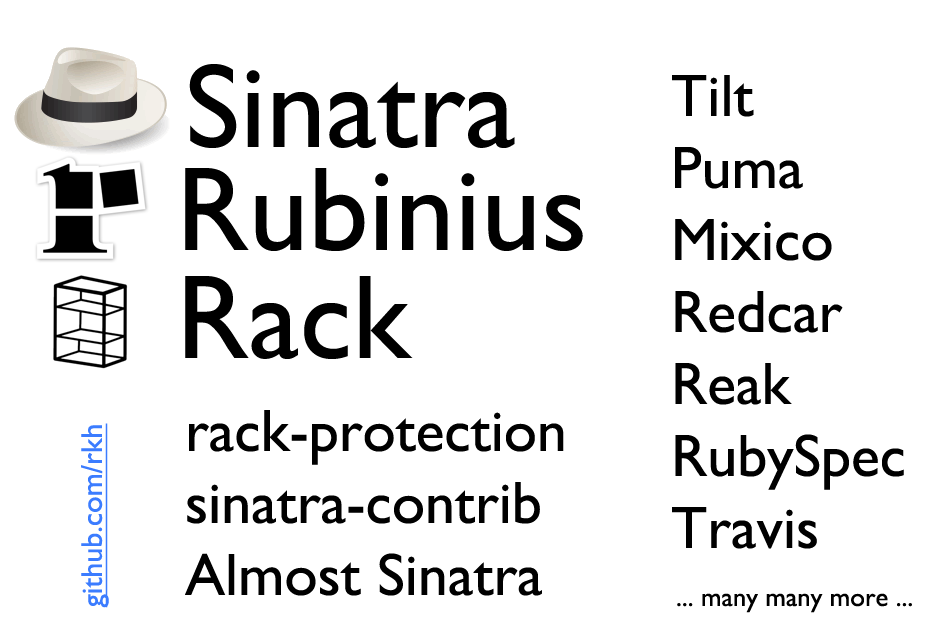 Sinatra
Rubinius
Rack
rack-protection
sinatra-contrib
Almost Sinatra
github.com/rkh
Tilt
Puma
Mixico
Redcar
Reak
RubySpec
Travis
... many many more ...